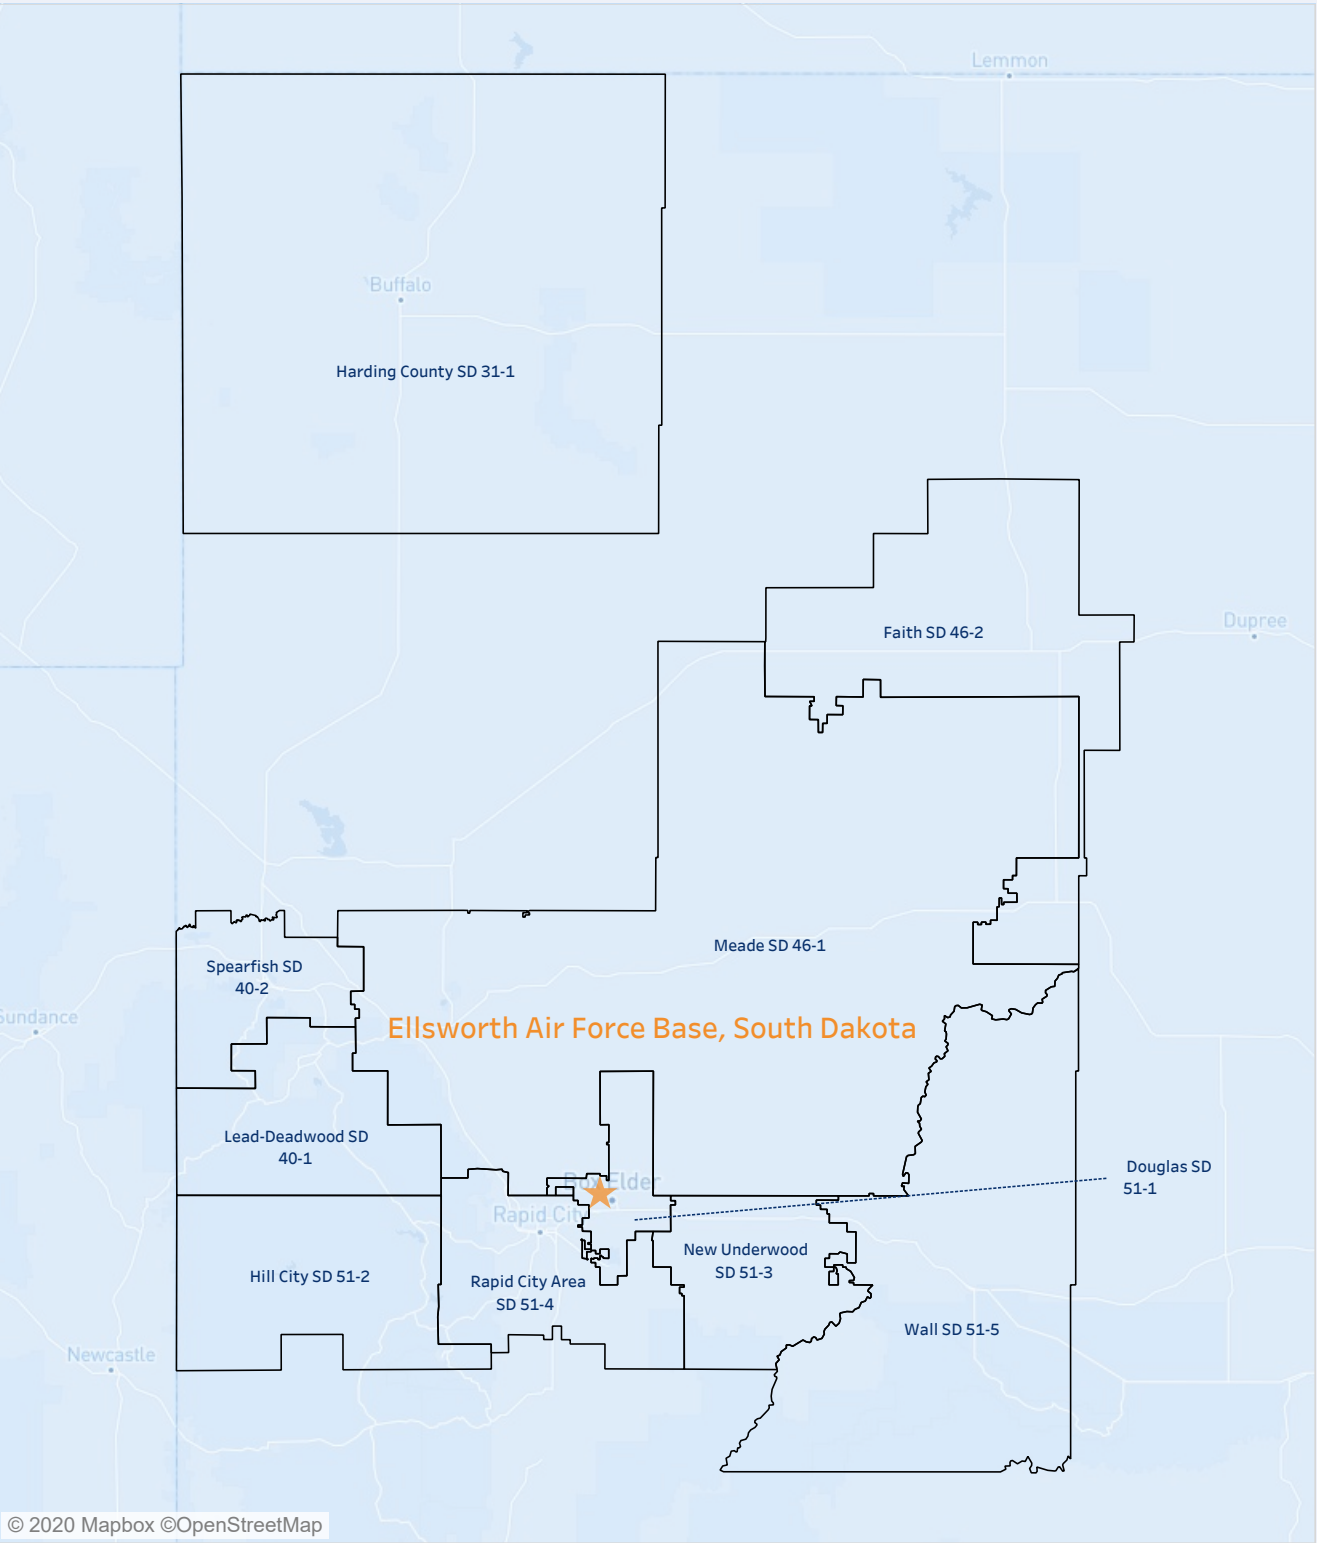 Lemmon
Buffalo
Harding County SD 31-1
Dupree
Faith SD 46-2
Meade SD 46-1
Spearfish SD
40-2
Sundance
Ellsworth Air Force Base, South Dakota
Lead-Deadwood SD
40-1
Douglas SD
51-1
Box Elder
Rapid City
New Underwood
SD 51-3
Hill City SD 51-2
Rapid City Area
SD 51-4
Wall SD 51-5
Newcastle
© 2020 Mapbox ©OpenStreetMap